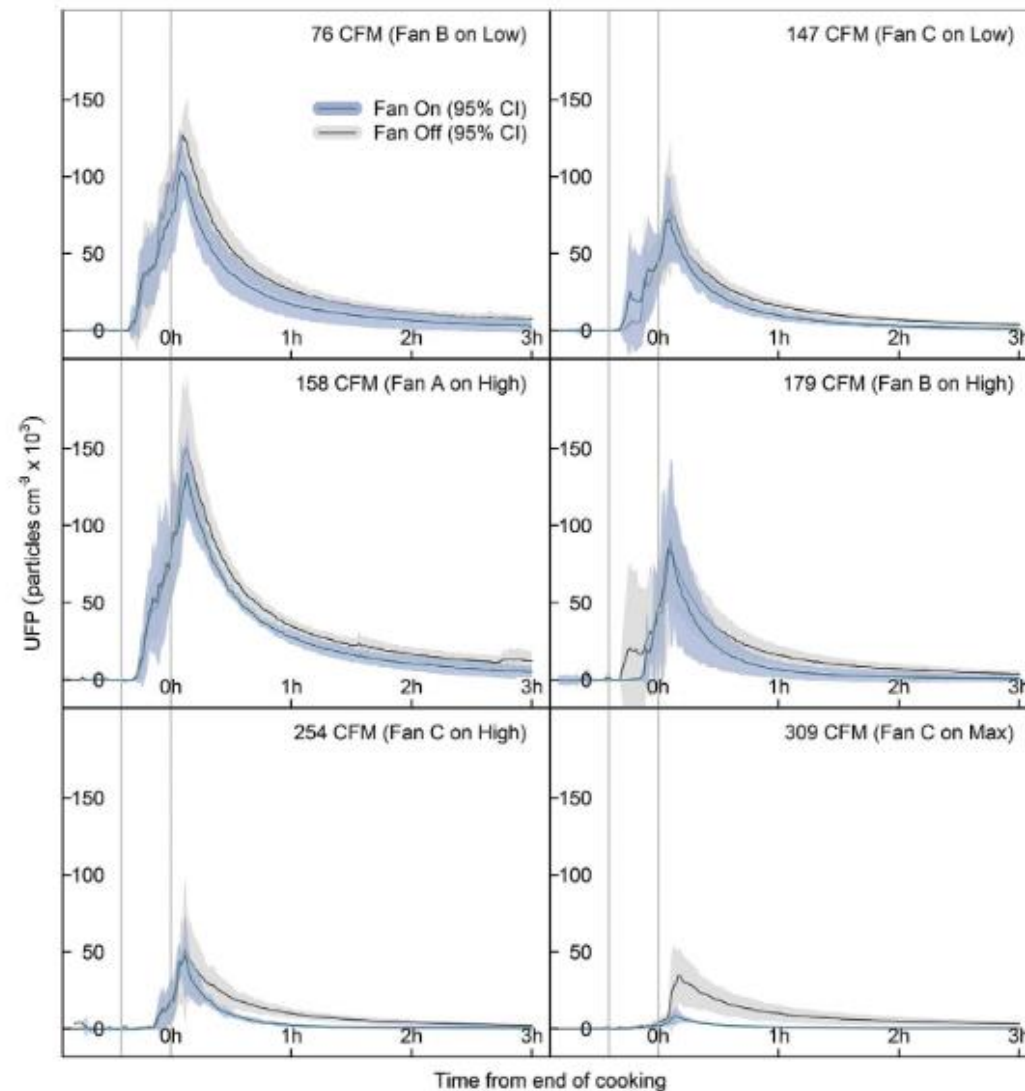 76 CFM (Fan B on Low)
Fan On (95% CI)
Fan Off (95% CI)
150
100
50
0
0h 1h 2h 3h
147 CFM (Fan C on Low)
150
100
50
0
0h 1h 2h 3h
158 CFM (Fan A on High)
150
100
50
0
0h 1h 2h 3h
179 CFM (Fan B on High)
150
100
50
0
0h 1h 2h 3h
254 CFM (Fan C on High)
150
100
50
0
0h 1h 2h 3h
309 CFM (Fan C on Max)
150
100
50
0
0h 1h 2h 3h
UFP (particles cm⁻³ x 10³)
Time from end of cooking